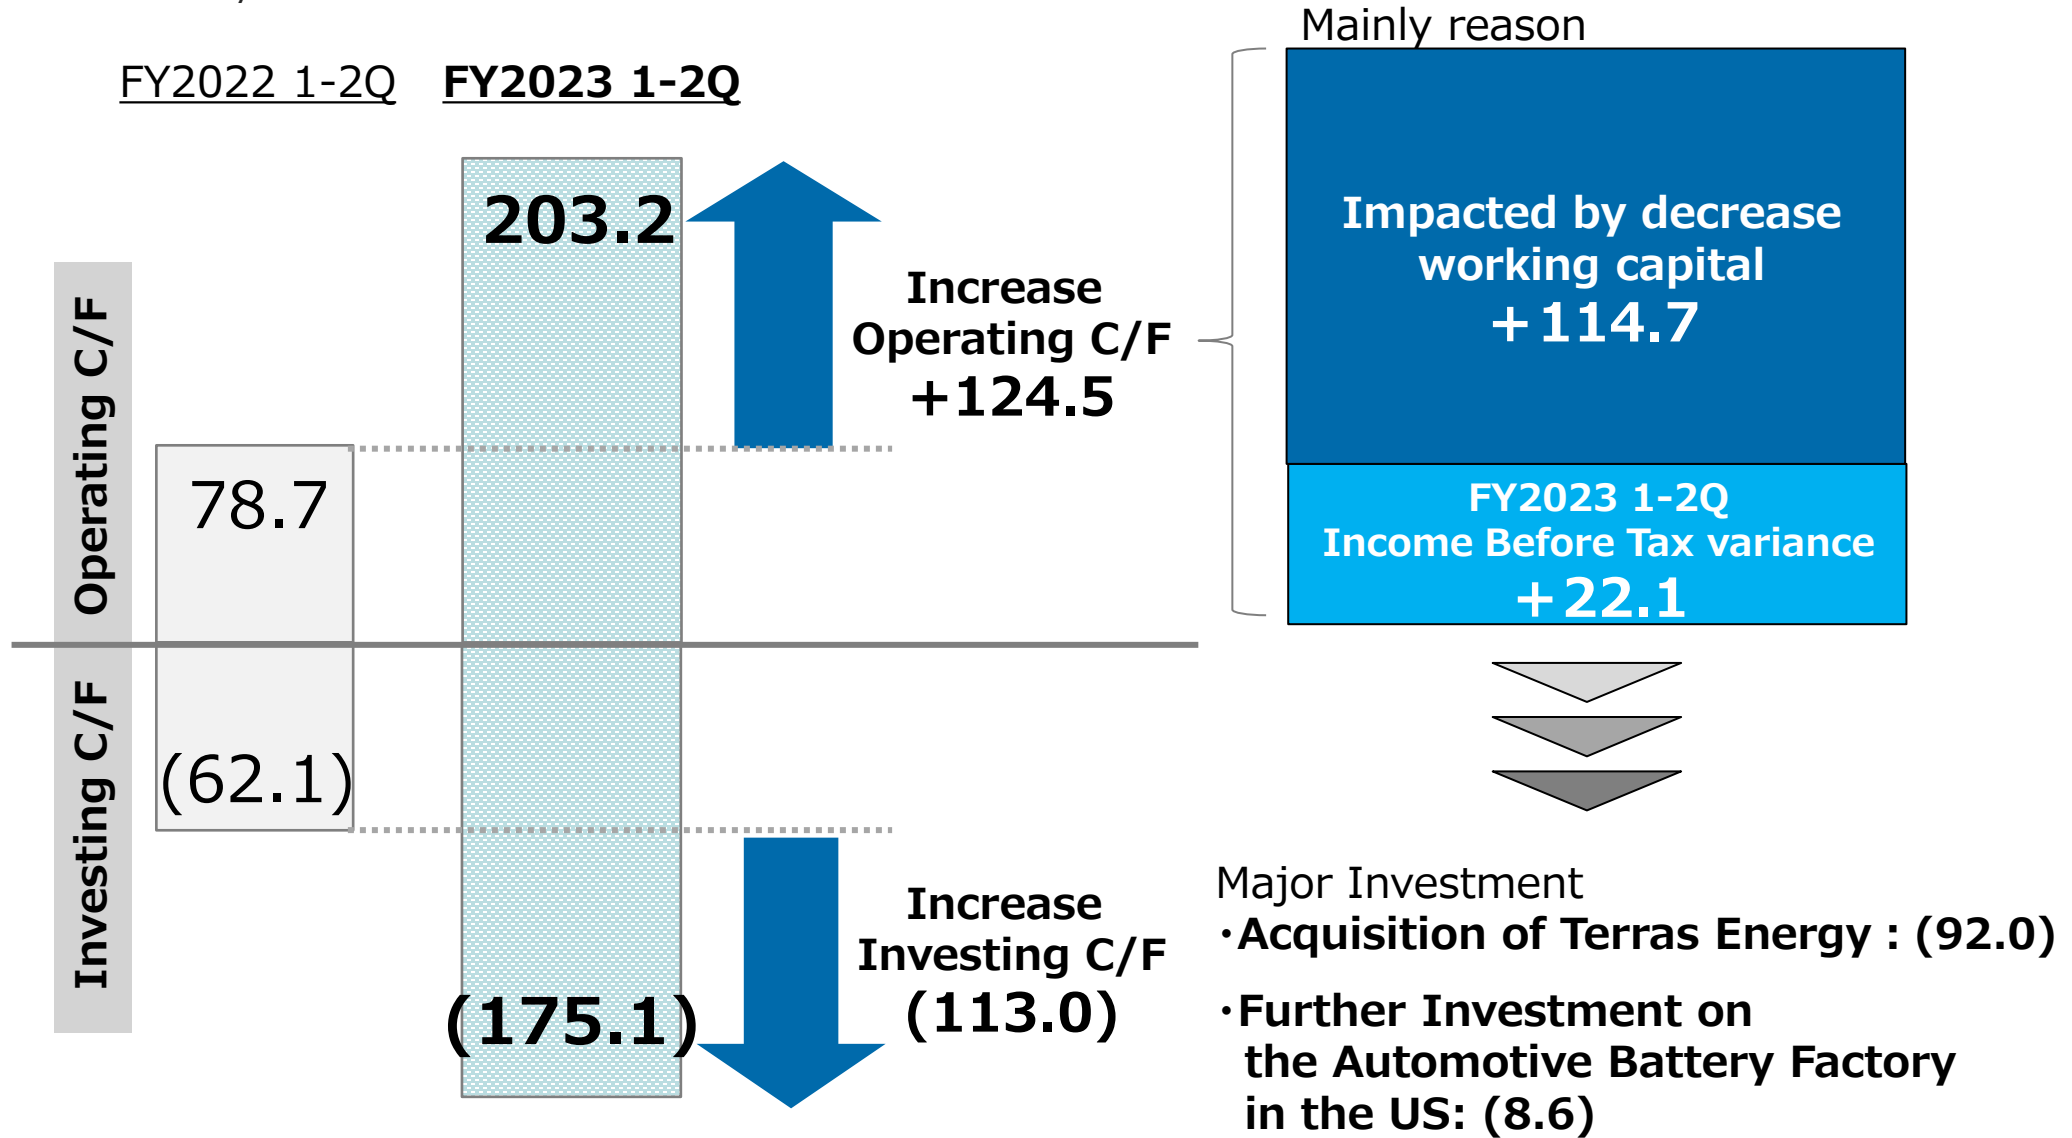 FY2022 1-2Q
FY2023 1-2Q
Operating C/F
78.7
203.2
Increase
Operating C/F
+124.5
Investing C/F
(62.1)
(175.1)
Increase
Investing C/F
(113.0)
Mainly reason
Impacted by decrease
working capital
+114.7
FY2023 1-2Q
Income Before Tax variance
+22.1
Major Investment
・Acquisition of Terras Energy : (92.0)
・Further Investment on
the Automotive Battery Factory
in the US: (8.6)